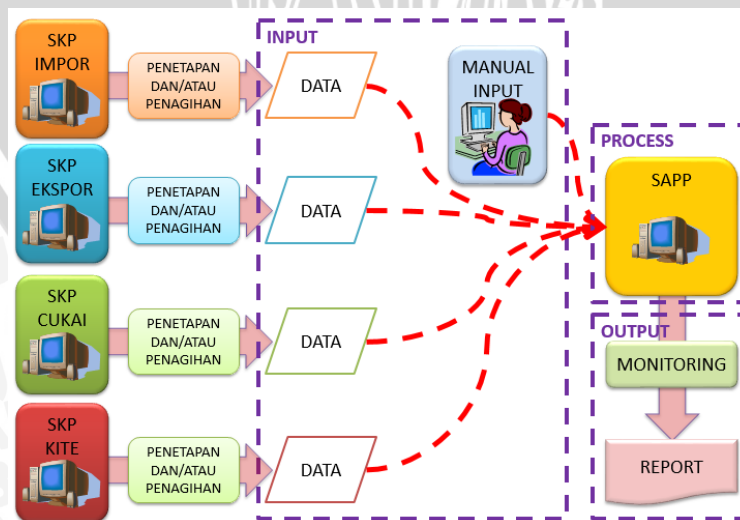 SKP
IMPOR
PENETAPAN
DAN/ATAU
PENAGIHAN
INPUT
DATA
MANUAL
INPUT
PROCESS
SAPP
SKP
EKSPOR
PENETAPAN
DAN/ATAU
PENAGIHAN
DATA
SKP
CUKAI
PENETAPAN
DAN/ATAU
PENAGIHAN
DATA
OUTPUT
MONITORING
SKP
KITE
PENETAPAN
DAN/ATAU
PENAGIHAN
DATA
REPORT